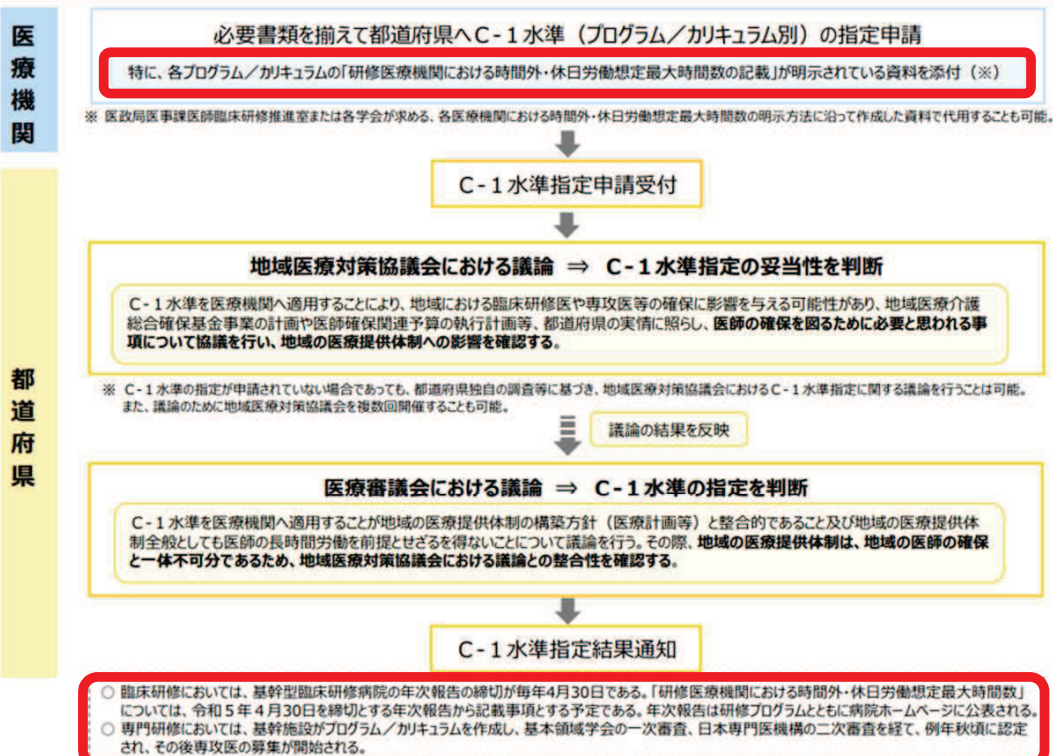 医療機関
必要書類を揃えて都道府県へC-1水準（プログラム／カリキュラム別）の指定申請
特に、各プログラム／カリキュラムの「研修医療機関における時間外・休日労働想定最大時間数の記載」が明示されている資料を添付（※）
※ 医政局医事課医師臨床研修推進室または各学会が求める、各医療機関における時間外・休日労働想定最大時間数の明示方法に沿って作成した資料で代用することも可能。
都道府県
C-1水準指定申請受付
地域医療対策協議会における議論 ⇒ C-1水準指定の妥当性を判断
C-1水準を医療機関へ適用することにより、地域における臨床研修医や専攻医等の確保に影響を与える可能性があり、地域医療介護
総合確保基金事業の計画や医師確保関連予算の執行計画等、都道府県の実情に照らし、医師の確保を図るために必要と思われる事
項について協議を行い、地域の医療提供体制への影響を確認する。
※ C-1水準の指定が申請されていない場合であっても、都道府県独自の調査等に基づき、地域医療対策協議会におけるC-1水準指定に関する議論を行うことは可能。
また、議論のために地域医療対策協議会を複数回開催することも可能。
議論の結果を反映
医療審議会における議論 ⇒ C-1水準の指定を判断
C-1水準を医療機関へ適用することが地域の医療提供体制の構築方針（医療計画等）と整合的であること及び地域の医療提供体
制全般としても医師の長時間労働を前提とせざるを得ないことについて議論を行う。その際、地域の医療提供体制は、地域の医師の確保
と一体不可分であるため、地域医療対策協議会における議論との整合性を確認する。
C-1水準指定結果通知
○ 臨床研修においては、基幹型臨床研修病院の年次報告の締切が毎年4月30日である。「研修医療機関における時間外・休日労働想定最大時間数」
については、令和5年4月30日を締切とする年次報告から記載事項とする予定である。年次報告は研修プログラムとともに病院ホームページに公表される。
○ 専門研修においては、基幹施設がプログラム／カリキュラムを作成し、基本領域学会の一次審査、日本専門医機構の二次審査を経て、例年秋頃に認定
され、その後専攻医の募集が開始される。